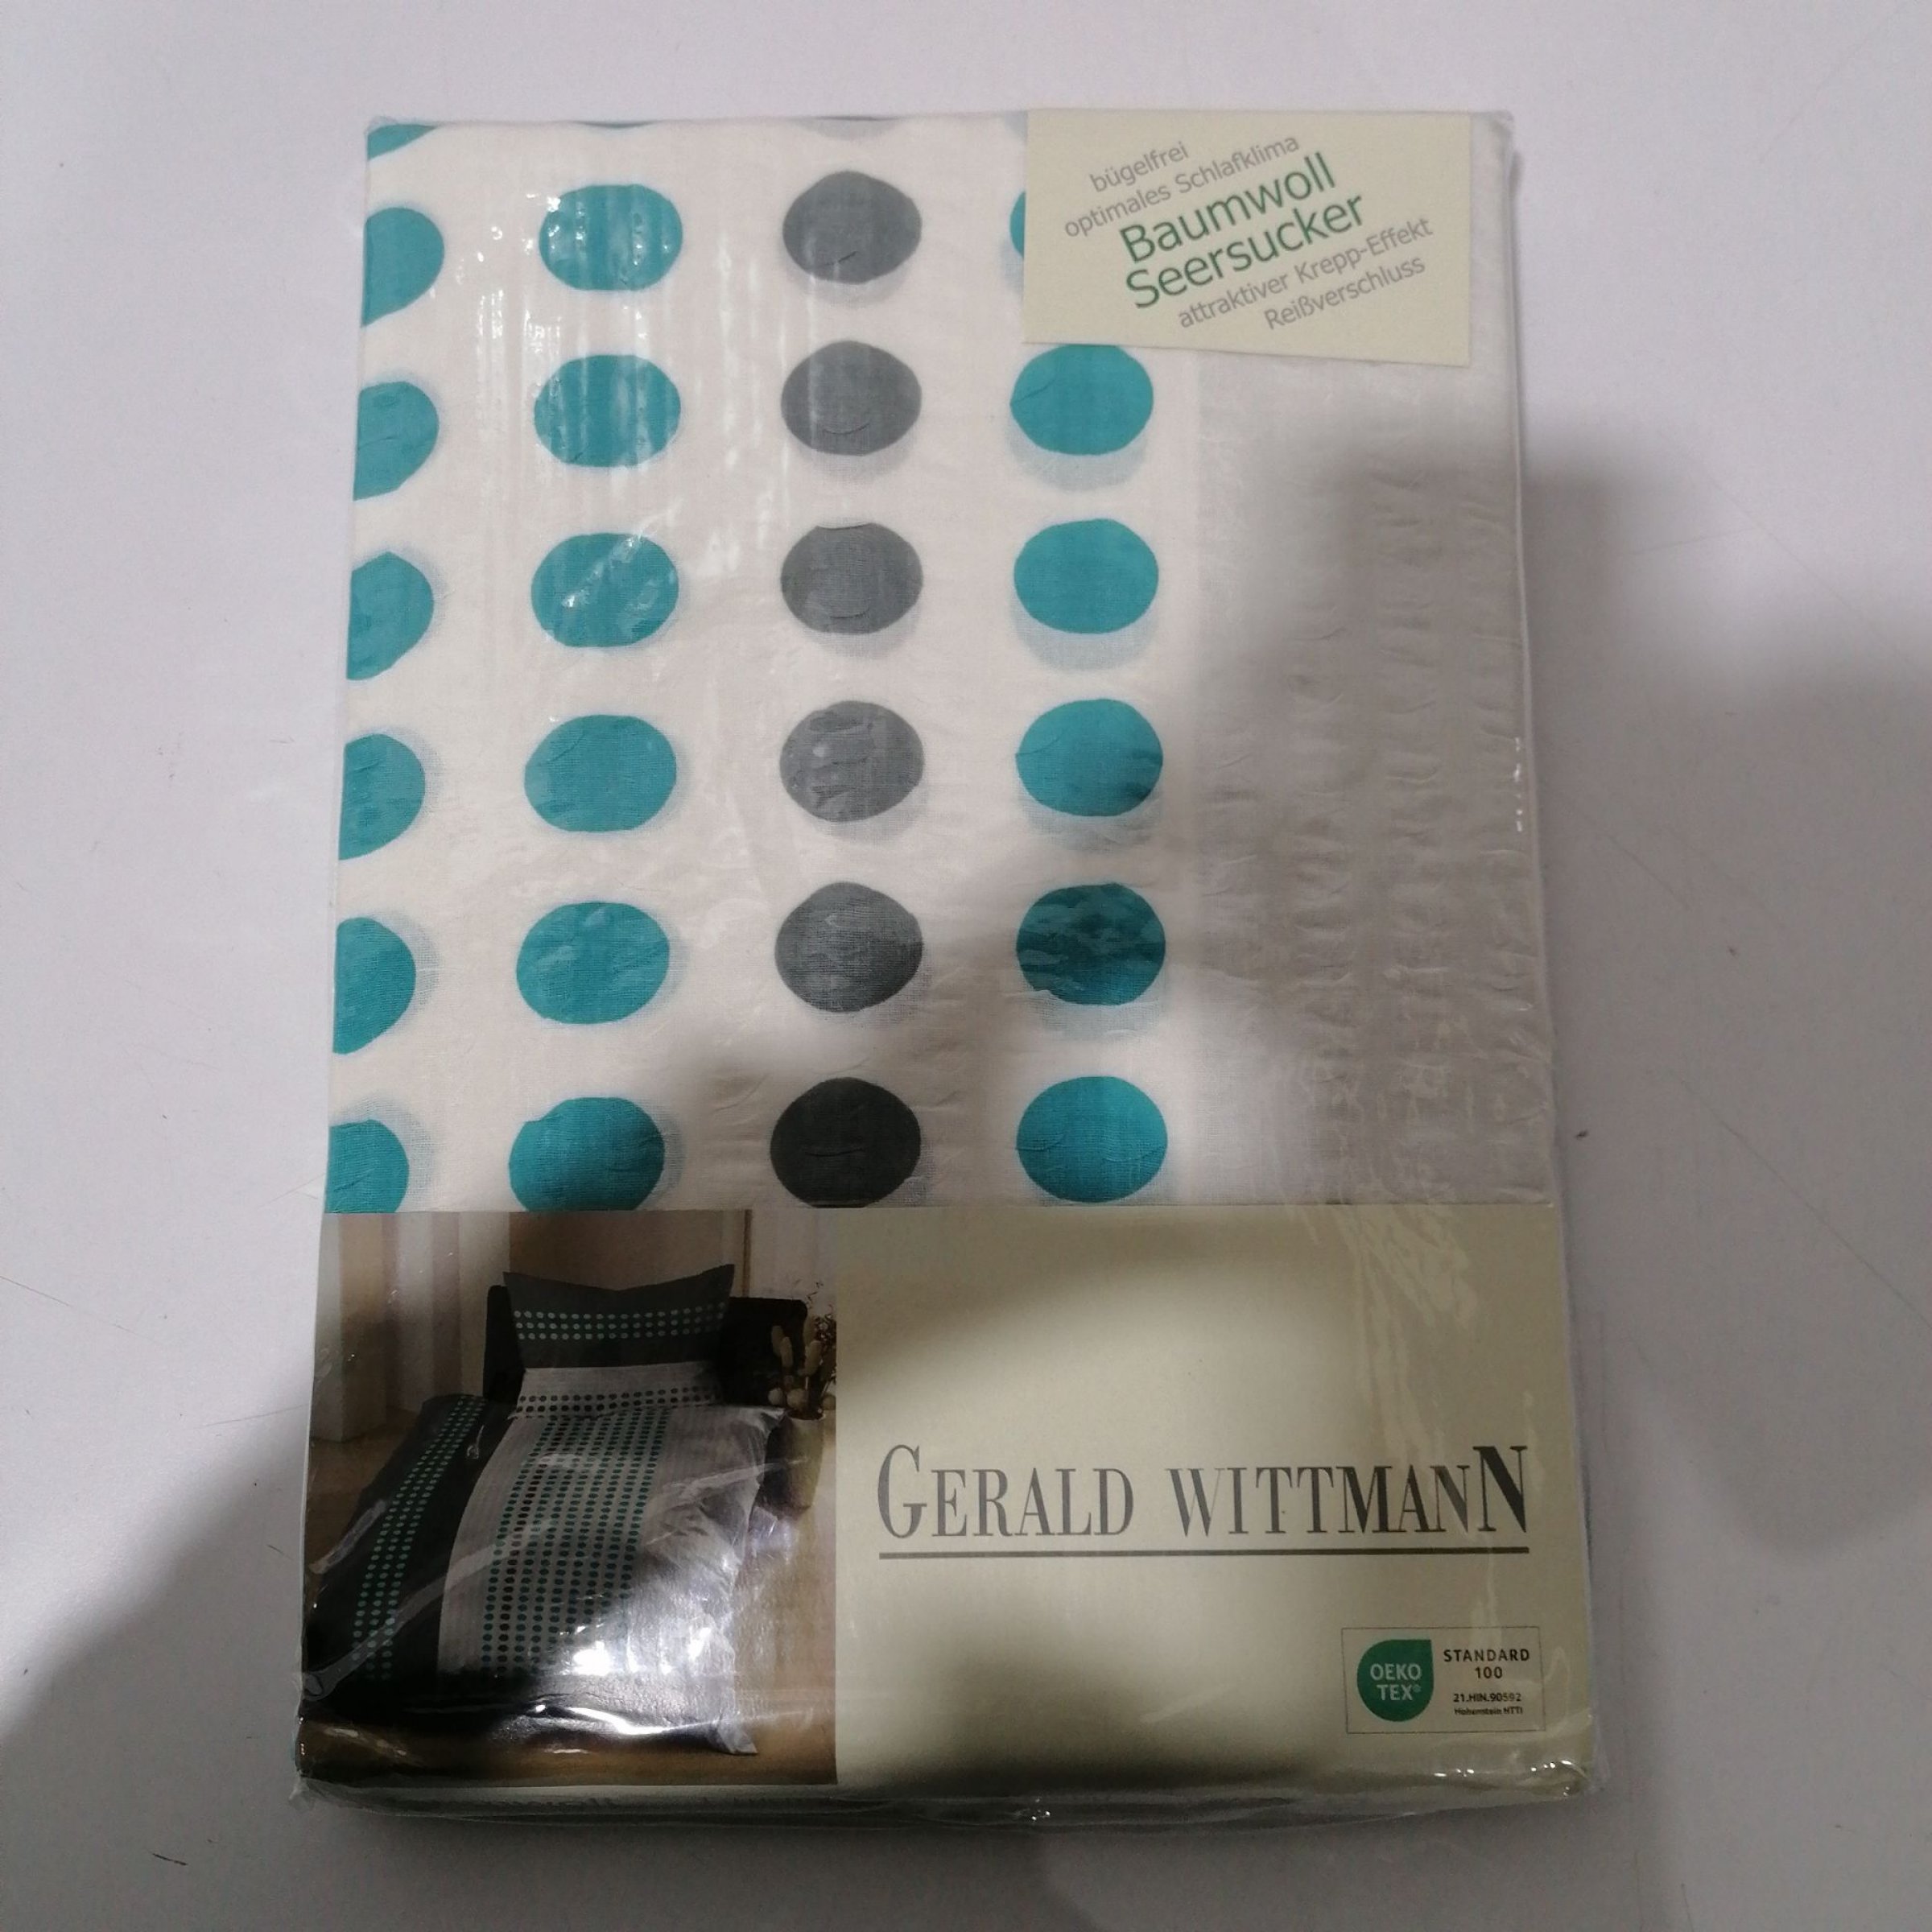 bügelfrei
optimales Schlafklima
Baumwoll
Seersucker
attraktiver Krepp-Effekt
Reißverschluss
GERALD WITTMANN
OEKO
TEX®
STANDARD
100
21.HIN.90592
Hohenstein HTTI